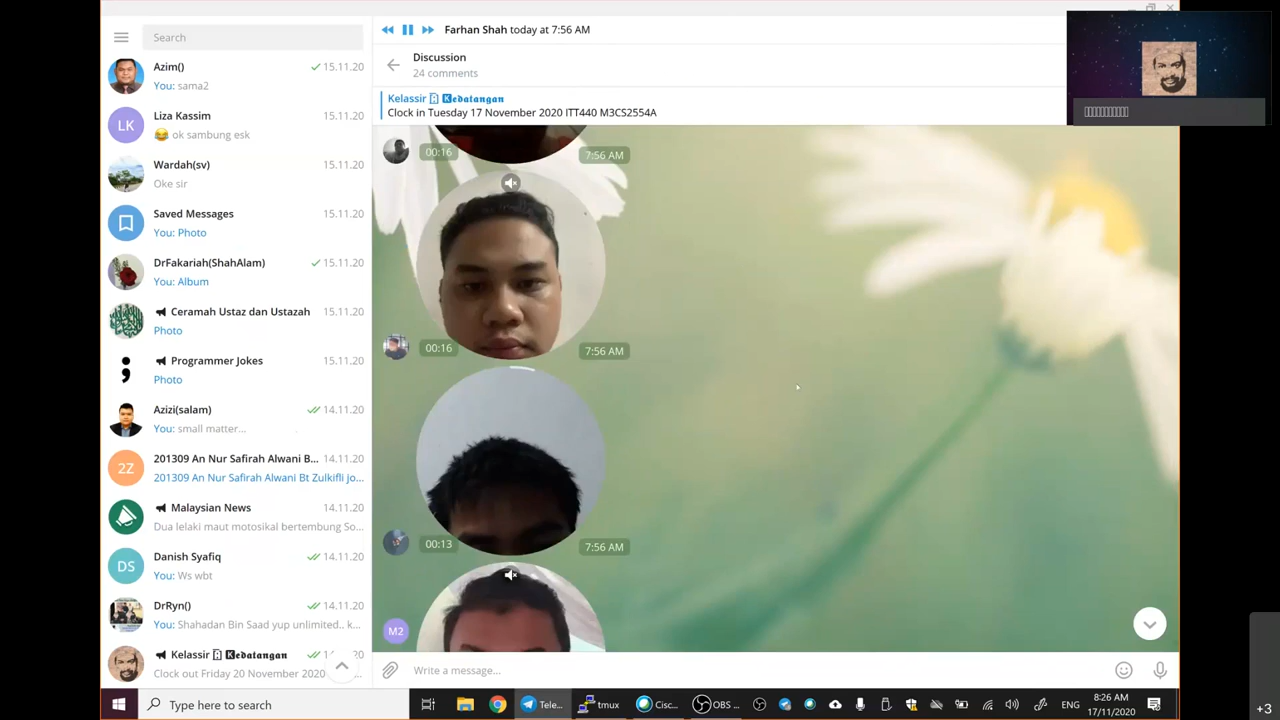 Search
Azim()
15.11.20
You: sama2
LK
Liza Kassim
15.11.20
😂 ok sambung esk
Wardah(sv)
15.11.20
Oke sir
Saved Messages
15.11.20
You: Photo
DrFakariah(ShahAlam)
15.11.20
You: Album
Ceramah Ustaz dan Ustazah
15.11.20
Photo
Programmer Jokes
15.11.20
Photo
Azizi(salam)
14.11.20
You: small matter...
2Z
201309 An Nur Safirah Alwani B...
14.11.20
201309 An Nur Safirah Alwani Bt Zulkifli jo...
Malaysian News
14.11.20
Dua lelaki maut motosikal bertembung So...
DS
Danish Syafiq
14.11.20
You: Ws wbt
DrRyn()
14.11.20
You: Shahadan Bin Saad yup unlimited.. k...
Kelassir Kedatangan
Clock out Friday 20 November 2020
Farhan Shah today at 7:56 AM
Discussion
24 comments
Kelassir Kedatangan
Clock in Tuesday 17 November 2020 ITT440 M3CS2554A
00:16
7:56 AM
00:16
7:56 AM
00:13
7:56 AM
M2
Write a message...
Type here to search
Tele...
tmux
Cisc...
OBS ...
ENG
8:26 AM
17/11/2020
+3